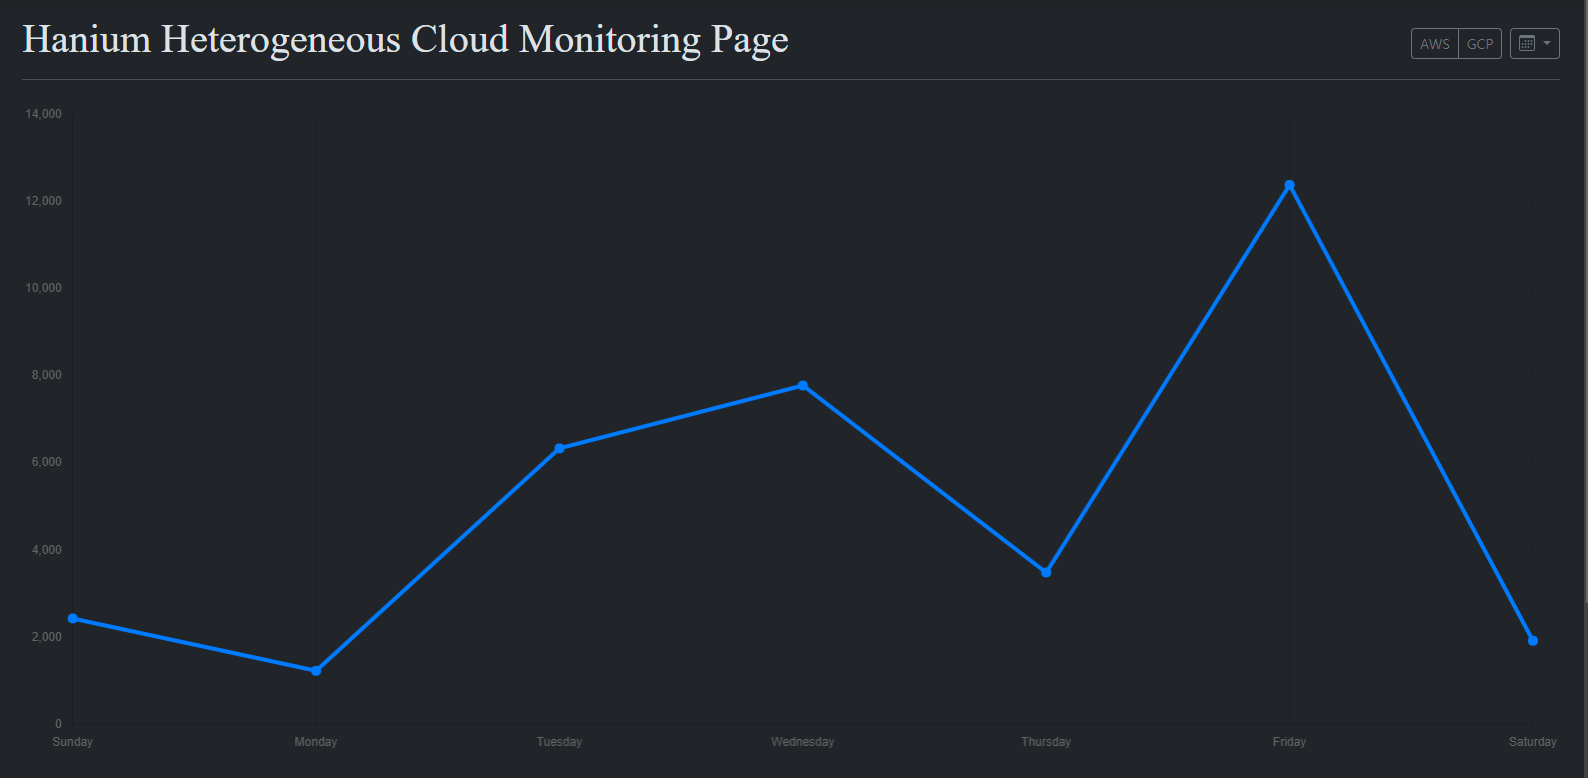 Hanium Heterogeneous Cloud Monitoring Page
AWS GCP
14,000
12,000
10,000
8,000
6,000
4,000
2,000
0
Sunday Monday Tuesday Wednesday Thursday Friday Saturday